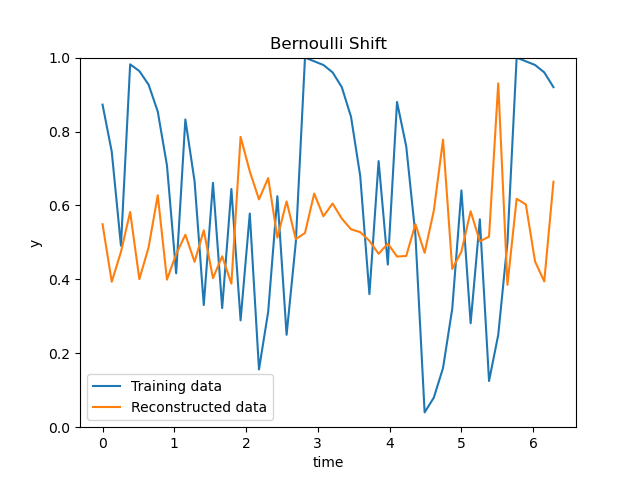 Bernoulli Shift
1.0
0.8
0.6
0.4
0.2
0.0
y
Training data
Reconstructed data
0 1 2 3 4 5 6
time